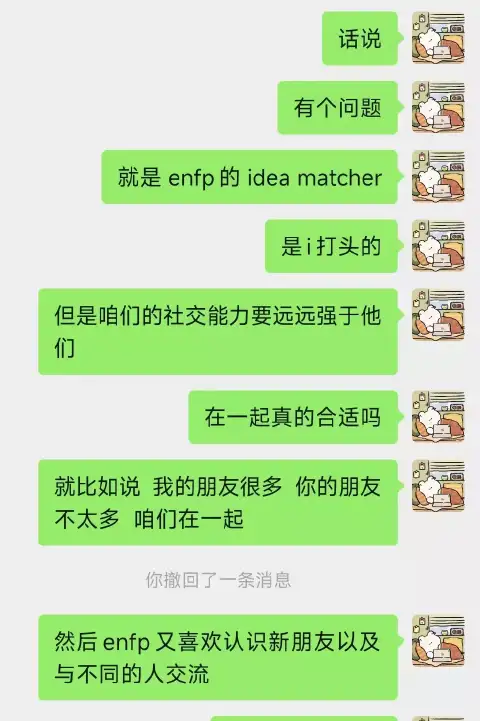 话说
有个问题
就是 enfp 的 idea matcher
是 i 打头的
但是咱们的社交能力要远远强于他
们
在一起真的合适吗
就比如说 我的朋友很多 你的朋友
不太多 咱们在一起
你撤回了一条消息
然后 enfp 又喜欢认识新朋友以及
与不同的人交流